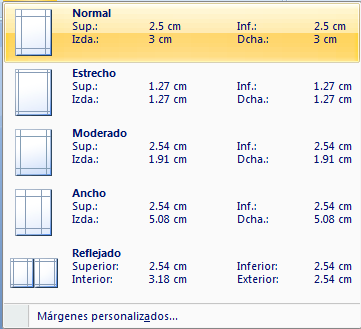 Normal
Sup.: 2.5 cm Inf.: 2.5 cm
Izda.: 3 cm Dcha.: 3 cm
Estrecho
Sup.: 1.27 cm Inf.: 1.27 cm
Izda.: 1.27 cm Dcha.: 1.27 cm
Moderado
Sup.: 2.54 cm Inf.: 2.54 cm
Izda.: 1.91 cm Dcha.: 1.91 cm
Ancho
Sup.: 2.54 cm Inf.: 2.54 cm
Izda.: 5.08 cm Dcha.: 5.08 cm
Reflejado
Superior: 2.54 cm Inferior: 2.54 cm
Interior: 3.18 cm Exterior: 2.54 cm
Márgenes personalizados...